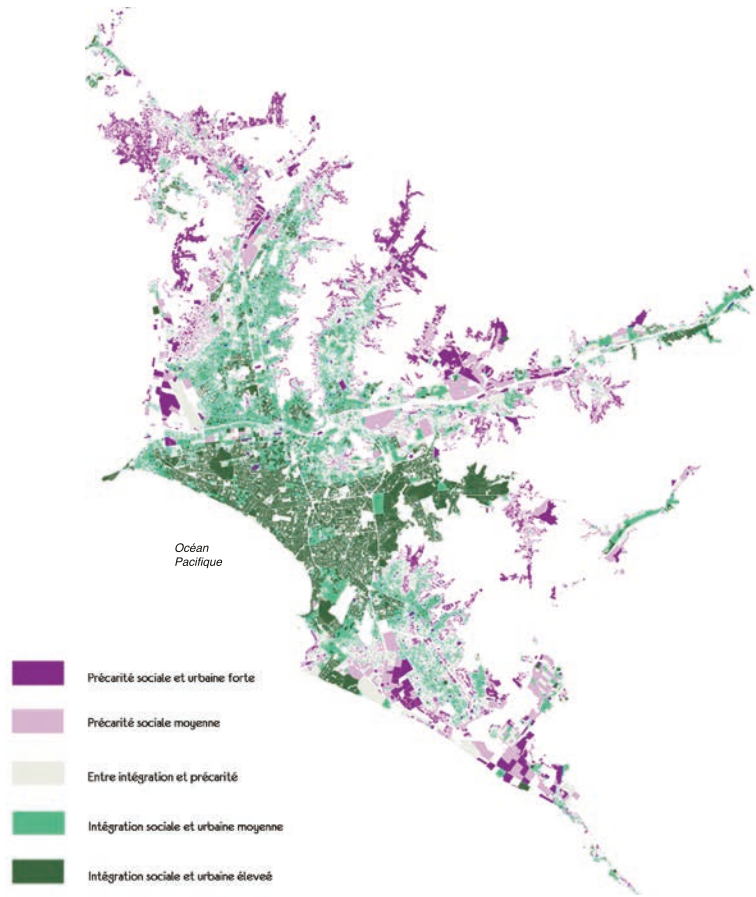 Océan
Pacifique
Précarité sociale et urbaine forte
Précarité sociale moyenne
Entre intégration et précarité
Intégration sociale et urbaine moyenne
Intégration sociale et urbaine éleveé